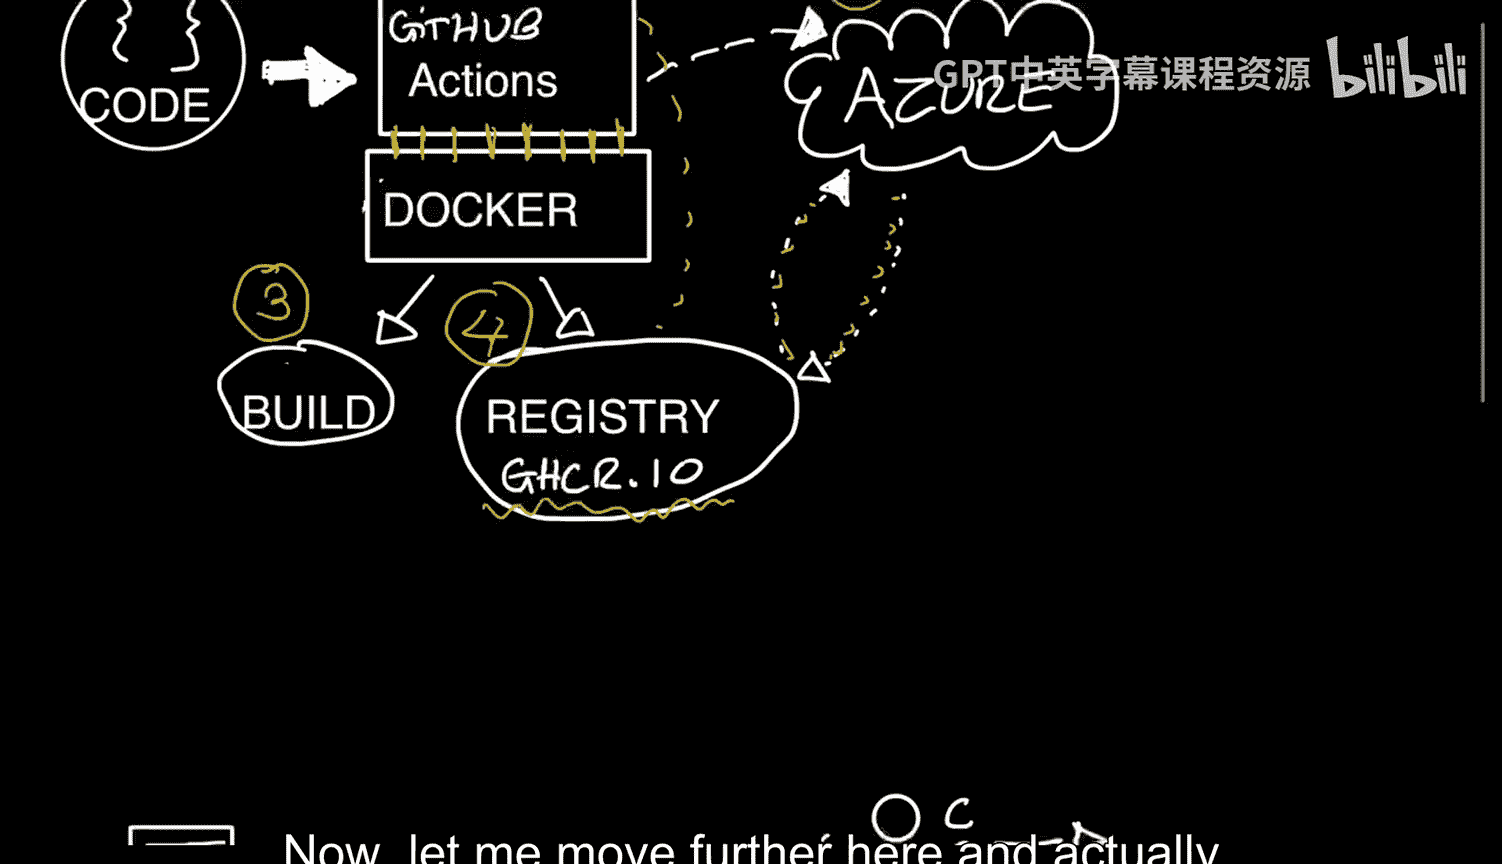 GITHUB
Actions
CODE
GPT中英字幕课程资源 bilibili
AZURE
DOCKER
3
4
BUILD
REGISTRY
GHCR.IO
C
Now, let me move further here and actually